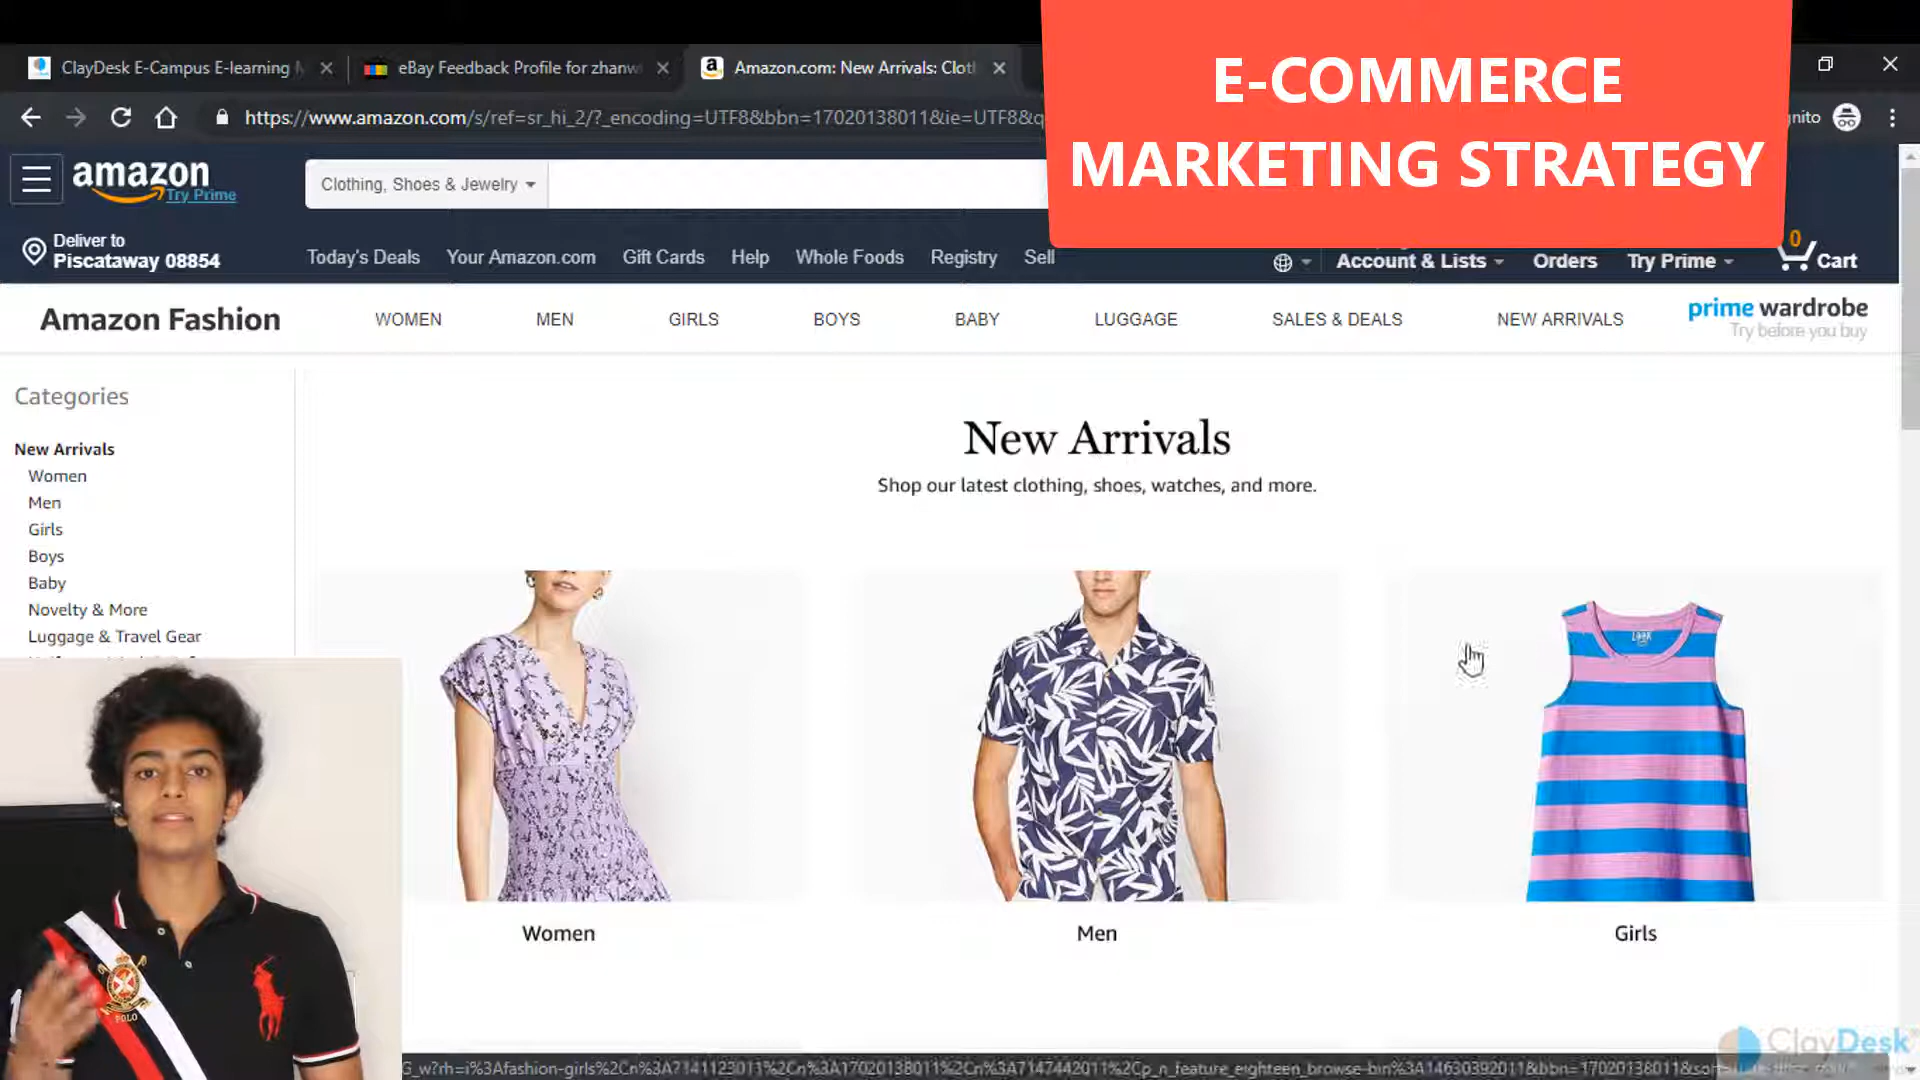 E-COMMERCE
MARKETING STRATEGY
ClayDesk E-Campus E-learning
eBay Feedback Profile for zhanw
Amazon.com: New Arrivals: Clot
https://www.amazon.com/s/ref=sr_hi_2/?_encoding=UTF8&bbn=17020138011&ie=UTF8&q
nito
amazon
Try Prime
Clothing, Shoes & Jewelry
Deliver to
Piscataway 08854
Today's Deals Your Amazon.com Gift Cards Help Whole Foods Registry Sell
Account & Lists Orders Try Prime 0 Cart
Amazon Fashion WOMEN MEN GIRLS BOYS BABY LUGGAGE SALES & DEALS NEW ARRIVALS
prime wardrobe
Try before you buy
Categories
New Arrivals
Women
Men
Girls
Boys
Baby
Novelty & More
Luggage & Travel Gear
New Arrivals
Shop our latest clothing, shoes, watches, and more.
Women Men Girls
POLO
ClayDesk